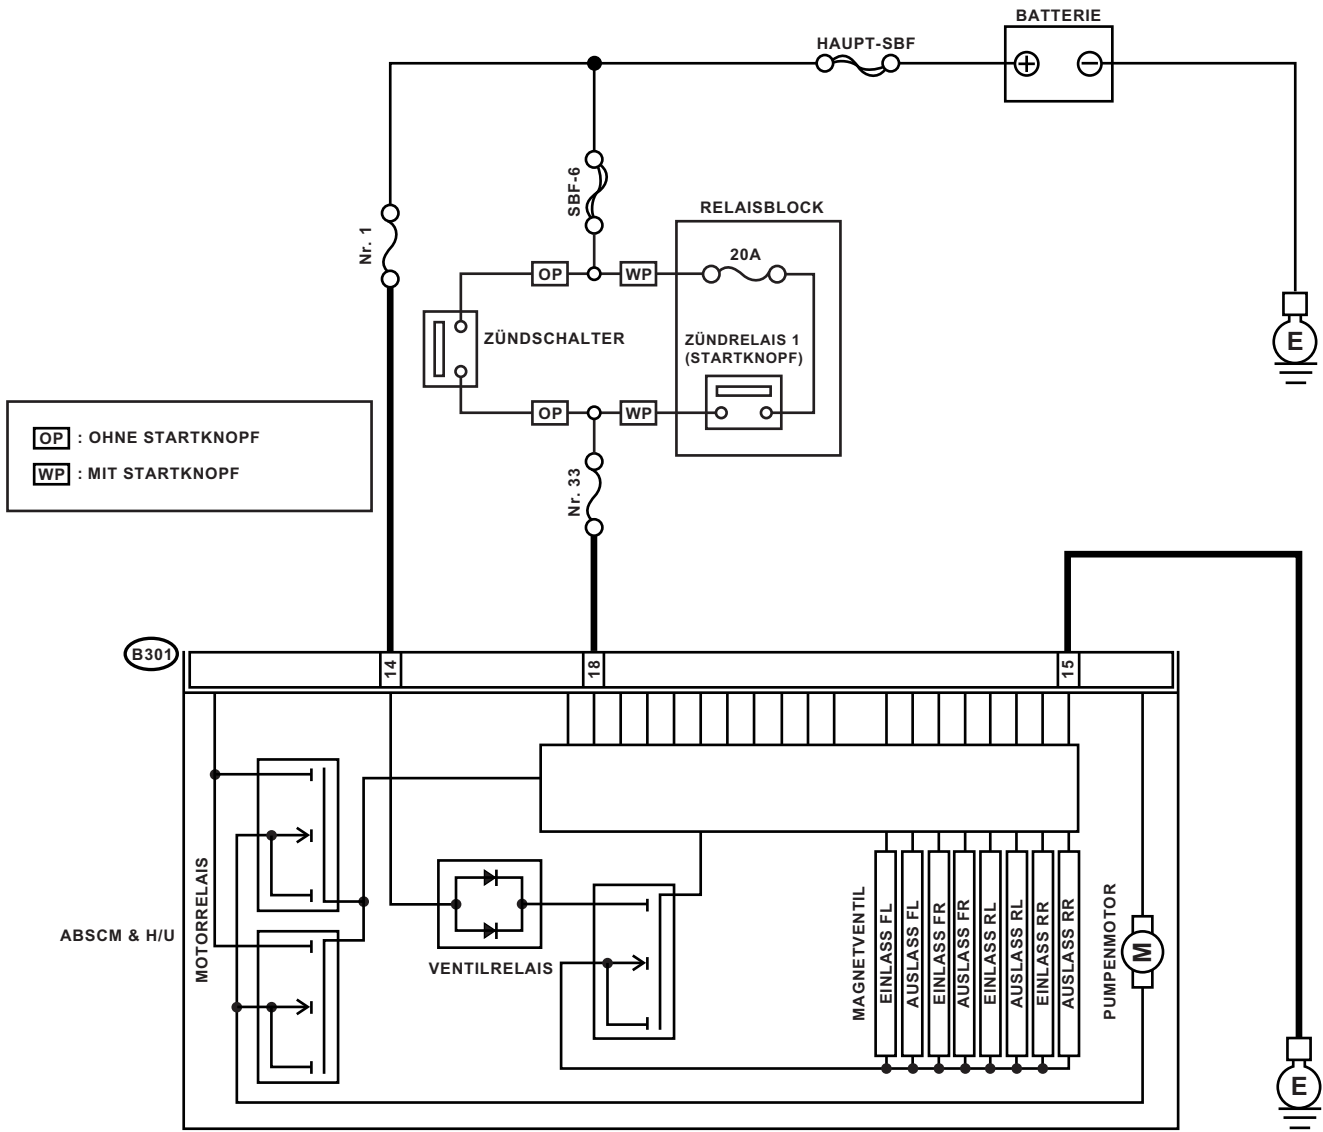 BATTERIE
HAUPT-SBF
SBF-6
Nr. 1
RELAISBLOCK
20A
OP
WP
E
ZÜNDSCHALTER
ZÜNDRELAIS 1
(STARTKNOPF)
OP
WP
OP : OHNE STARTKNOPF
WP : MIT STARTKNOPF
Nr. 33
B301
14
18
15
MOTORRELAIS
ABSCM & H/U
VENTILRELAIS
MAGNETVENTIL
EINLASS FL
AUSLASS FL
EINLASS FR
AUSLASS FR
EINLASS RL
AUSLASS RL
EINLASS RR
AUSLASS RR
PUMPENMOTOR
M
E